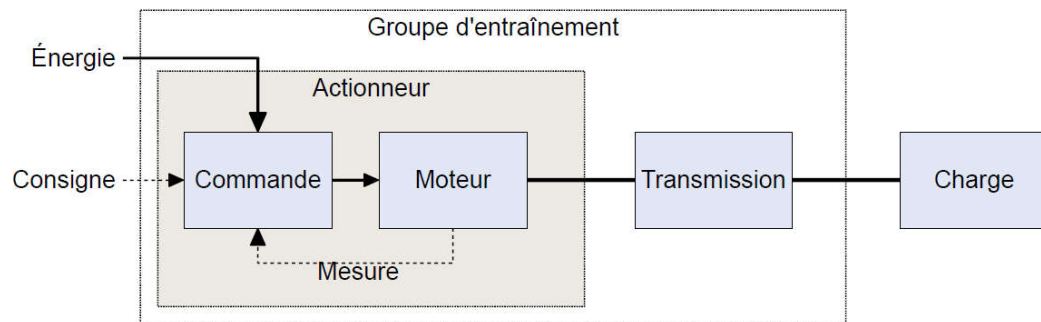 Groupe d'entraînement
Énergie
Actionneur
Consigne
Commande
Moteur
Transmission
Charge
Mesure